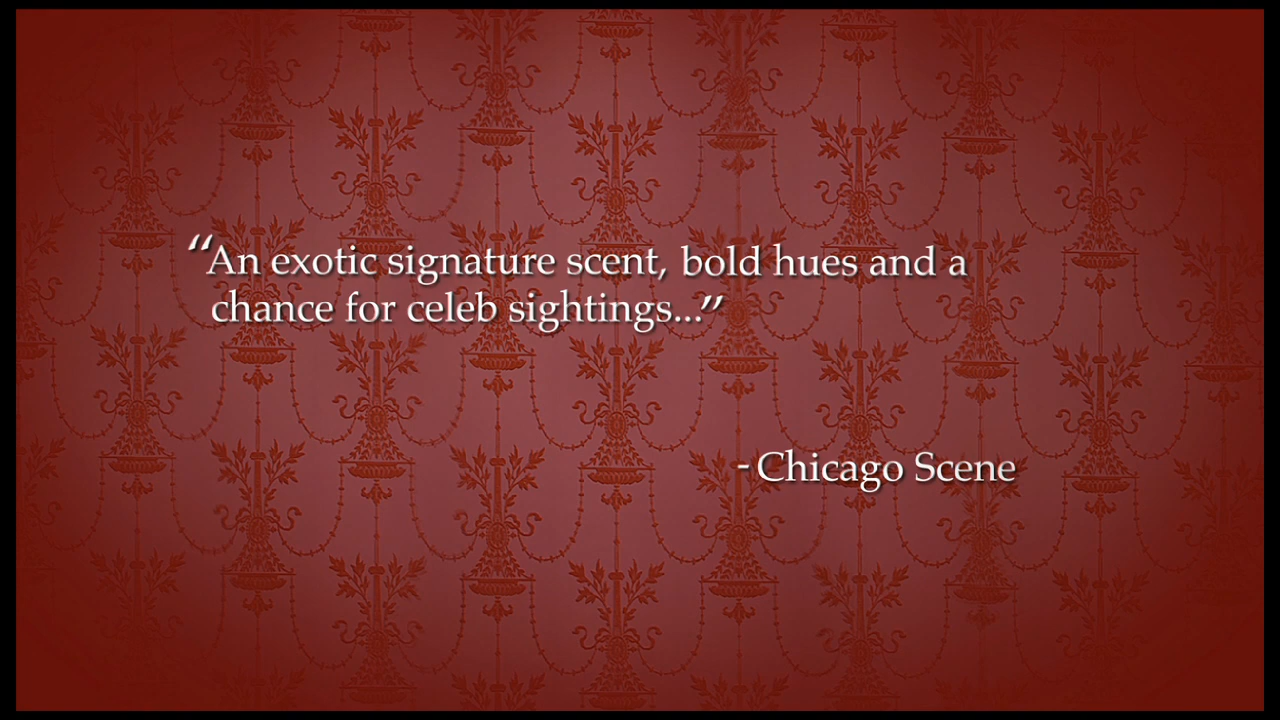 “An exotic signature scent, bold hues and a
chance for celeb sightings...”
- Chicago Scene